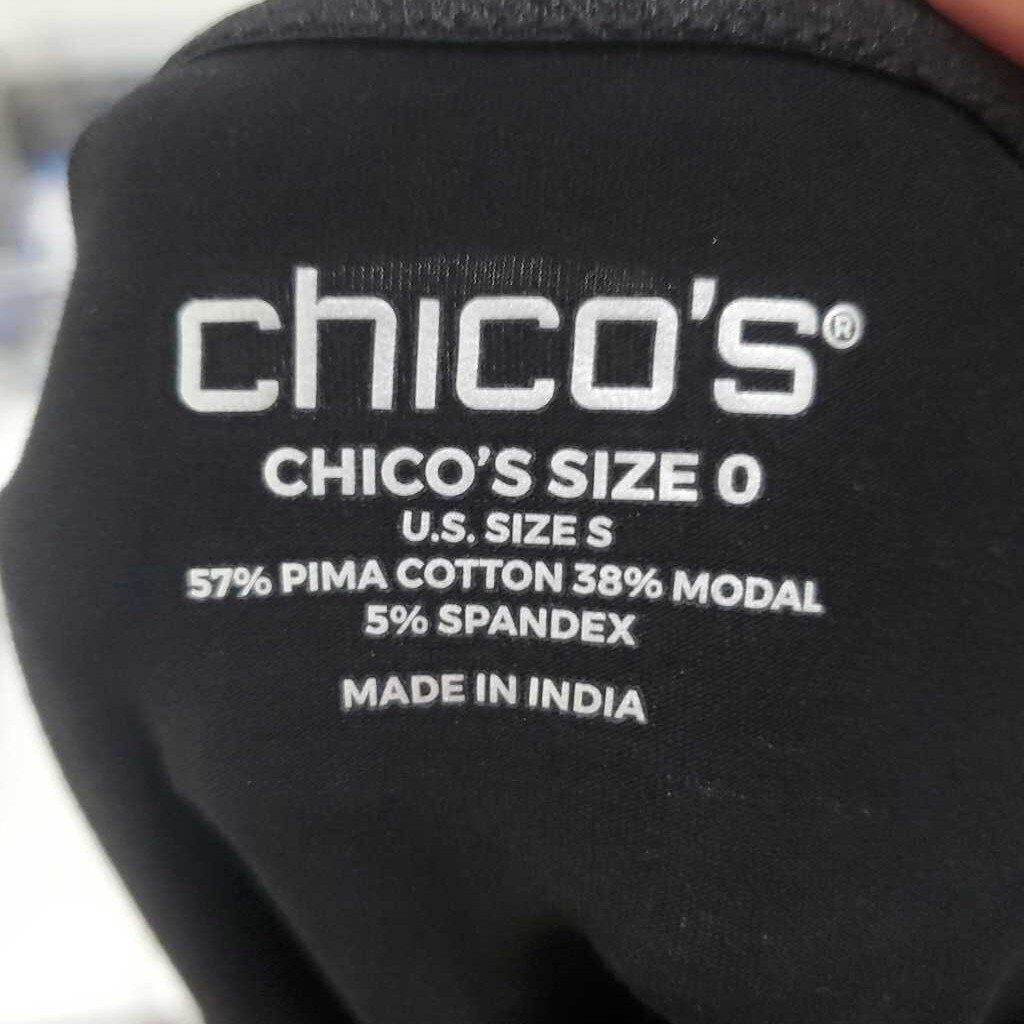 chico's®
CHICO'S SIZE 0
U.S. SIZE S
57% PIMA COTTON 38% MODAL
5% SPANDEX
MADE IN INDIA